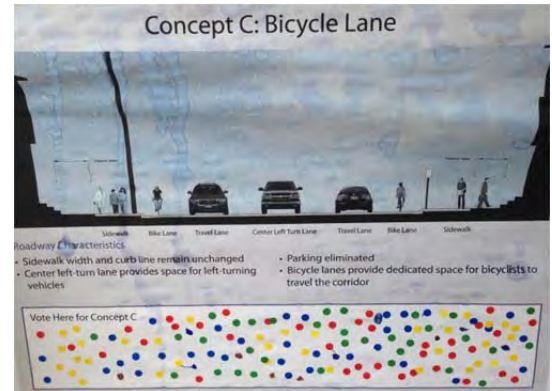 Concept C: Bicycle Lane
Sidewalk
Bike Lane
Travel Lane
Center Left Turn Lane
Travel Lane
Bike Lane
Sidewalk
Roadway Characteristics
• Sidewalk width and curb line remain unchanged
• Center left-turn lane provides space for left-turning
vehicles
• Parking eliminated
• Bicycle lanes provide dedicated space for bicyclists to
travel the corridor
Vote Here for Concept C